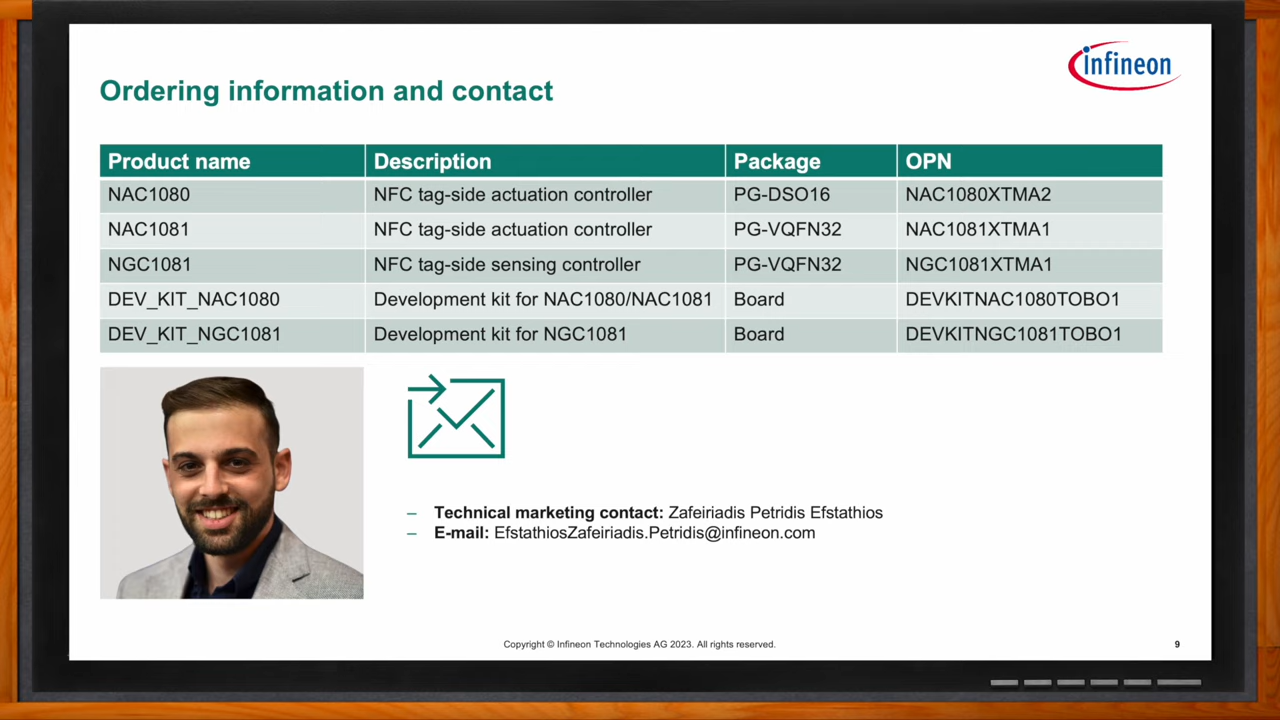 infineon
Ordering information and contact
Product name Description Package OPN
NAC1080 NFC tag-side actuation controller PG-DSO16 NAC1080XTMA2
NAC1081 NFC tag-side actuation controller PG-VQFN32 NAC1081XTMA1
NGC1081 NFC tag-side sensing controller PG-VQFN32 NGC1081XTMA1
DEV_KIT_NAC1080 Development kit for NAC1080/NAC1081 Board DEVKITNAC1080TOBO1
DEV_KIT_NGC1081 Development kit for NGC1081 Board DEVKITNGC1081TOBO1
– Technical marketing contact: Zafeiriadis Petridis Efstathios
– E-mail: EfstathiosZafeiriadis.Petridis@infineon.com
Copyright © Infineon Technologies AG 2023. All rights reserved. 9